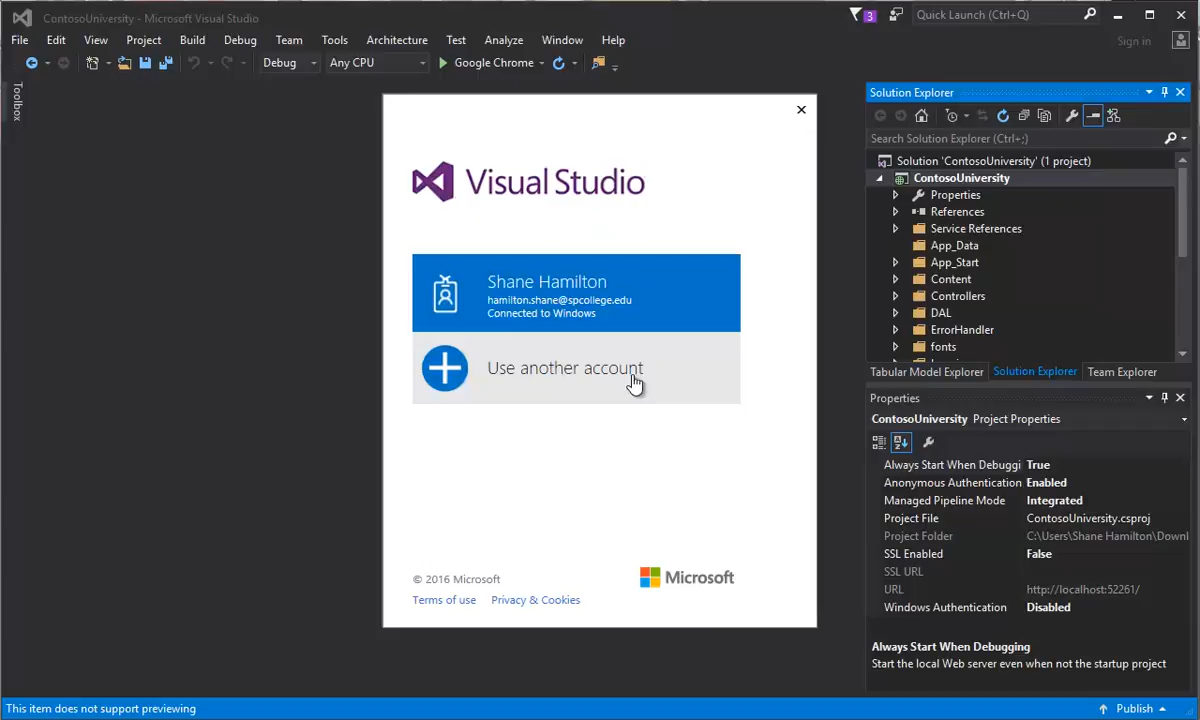 ContosoUniversity - Microsoft Visual Studio
3
Quick Launch (Ctrl+Q)
File Edit View Project Build Debug Team Tools Architecture Test Analyze Window Help
Sign in
Debug Any CPU Google Chrome
Toolbox
Visual Studio
Shane Hamilton
hamilton.shane@spcollege.edu
Connected to Windows
Use another account
© 2016 Microsoft
Microsoft
Terms of use Privacy & Cookies
Solution Explorer
Search Solution Explorer (Ctrl+;)
Solution 'ContosoUniversity' (1 project)
ContosoUniversity
Properties
References
Service References
App_Data
App_Start
Content
Controllers
DAL
ErrorHandler
fonts
Tabular Model Explorer Solution Explorer Team Explorer
Properties
ContosoUniversity Project Properties
Always Start When Debuggi True
Anonymous Authentication Enabled
Managed Pipeline Mode Integrated
Project File ContosoUniversity.csproj
Project Folder C:\Users\Shane Hamilton\Downl
SSL Enabled False
SSL URL
URL http://localhost:52261/
Windows Authentication Disabled
Always Start When Debugging
Start the local Web server even when not the startup project
This item does not support previewing
Publish